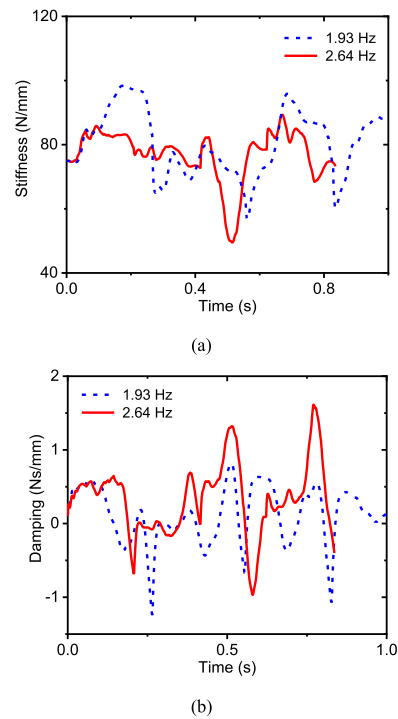 120
1.93 Hz
2.64 Hz
80
40
Stiffness (N/mm)
0.0
0.4
0.8
Time (s)
(a)
2
1.93 Hz
2.64 Hz
1
0
-1
Damping (Ns/mm)
0.0
0.5
1.0
Time (s)
(b)